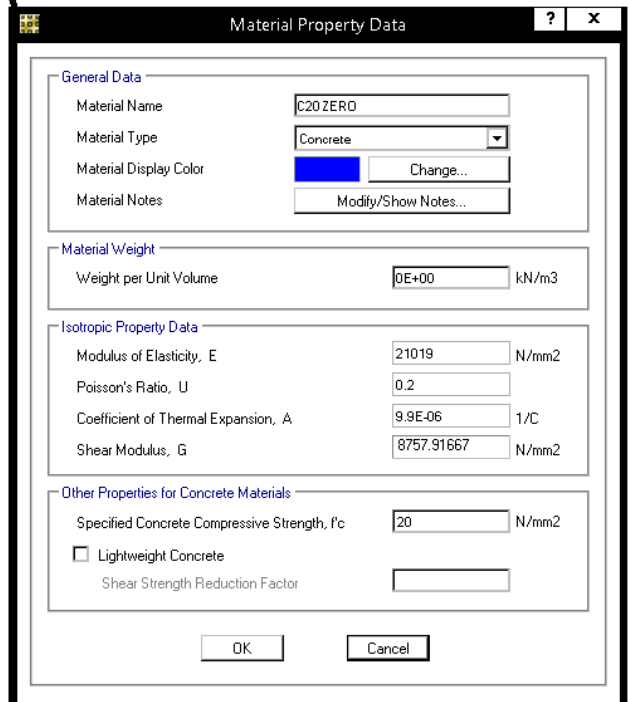 Material Property Data
? x
General Data
Material Name C20ZERO
Material Type Concrete
Material Display Color Change...
Material Notes Modify/Show Notes...
Material Weight
Weight per Unit Volume 0E+00 kN/m3
Isotropic Property Data
Modulus of Elasticity, E 21019 N/mm2
Poisson's Ratio, U 0.2
Coefficient of Thermal Expansion, A 9.9E-06 1/C
Shear Modulus, G 8757.91667 N/mm2
Other Properties for Concrete Materials
Specified Concrete Compressive Strength, f'c 20 N/mm2
Lightweight Concrete
Shear Strength Reduction Factor
OK Cancel